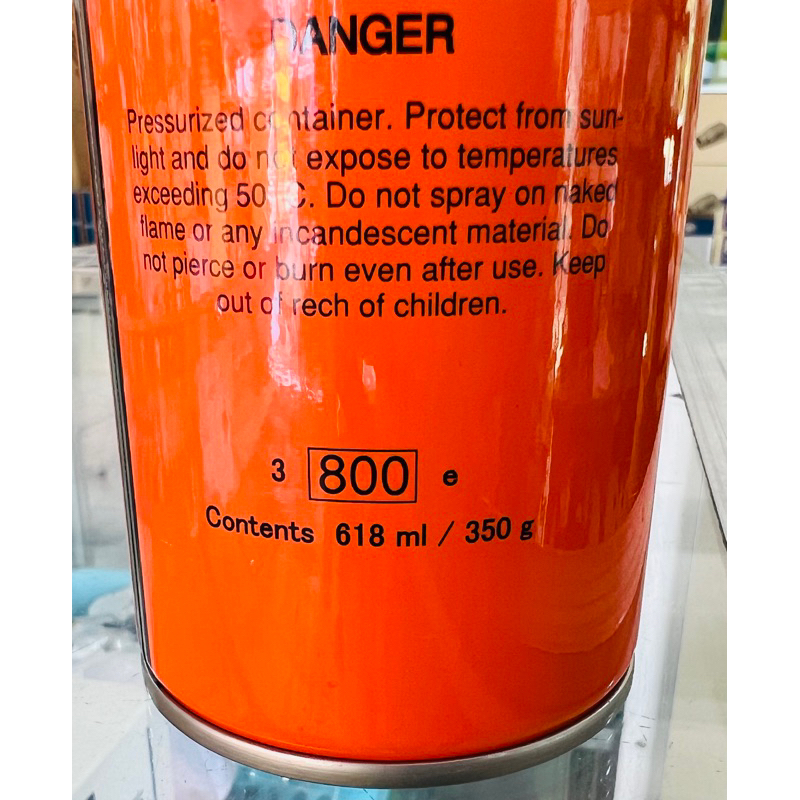 DANGER
Pressurized container. Protect from sun-
light and do not expose to temperatures
exceeding 50 °C. Do not spray on naked
flame or any incandescent material. Do
not pierce or burn even after use. Keep
out of rech of children.
3 800 e
Contents 618 ml / 350 g